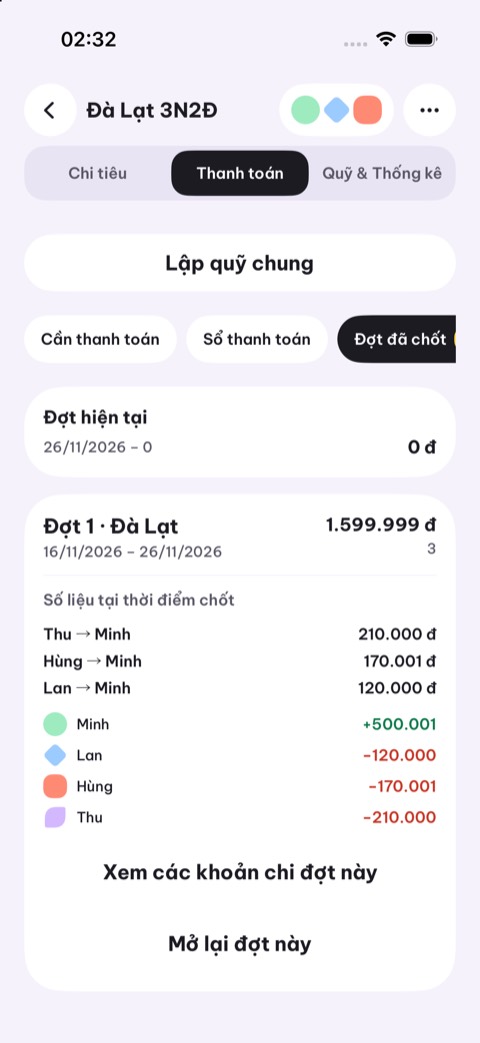 02:32
Đà Lạt 3N2Đ
Chi tiêu
Thanh toán
Quỹ & Thống kê
Lập quỹ chung
Cần thanh toán
Sổ thanh toán
Đợt đã chốt
Đợt hiện tại
26/11/2026 – 0
0 đ
Đợt 1 · Đà Lạt
1.599.999 đ
16/11/2026 – 26/11/2026
3
Số liệu tại thời điểm chốt
Thu → Minh
210.000 đ
Hùng → Minh
170.001 đ
Lan → Minh
120.000 đ
Minh
+500.001
Lan
-120.000
Hùng
-170.001
Thu
-210.000
Xem các khoản chi đợt này
Mở lại đợt này